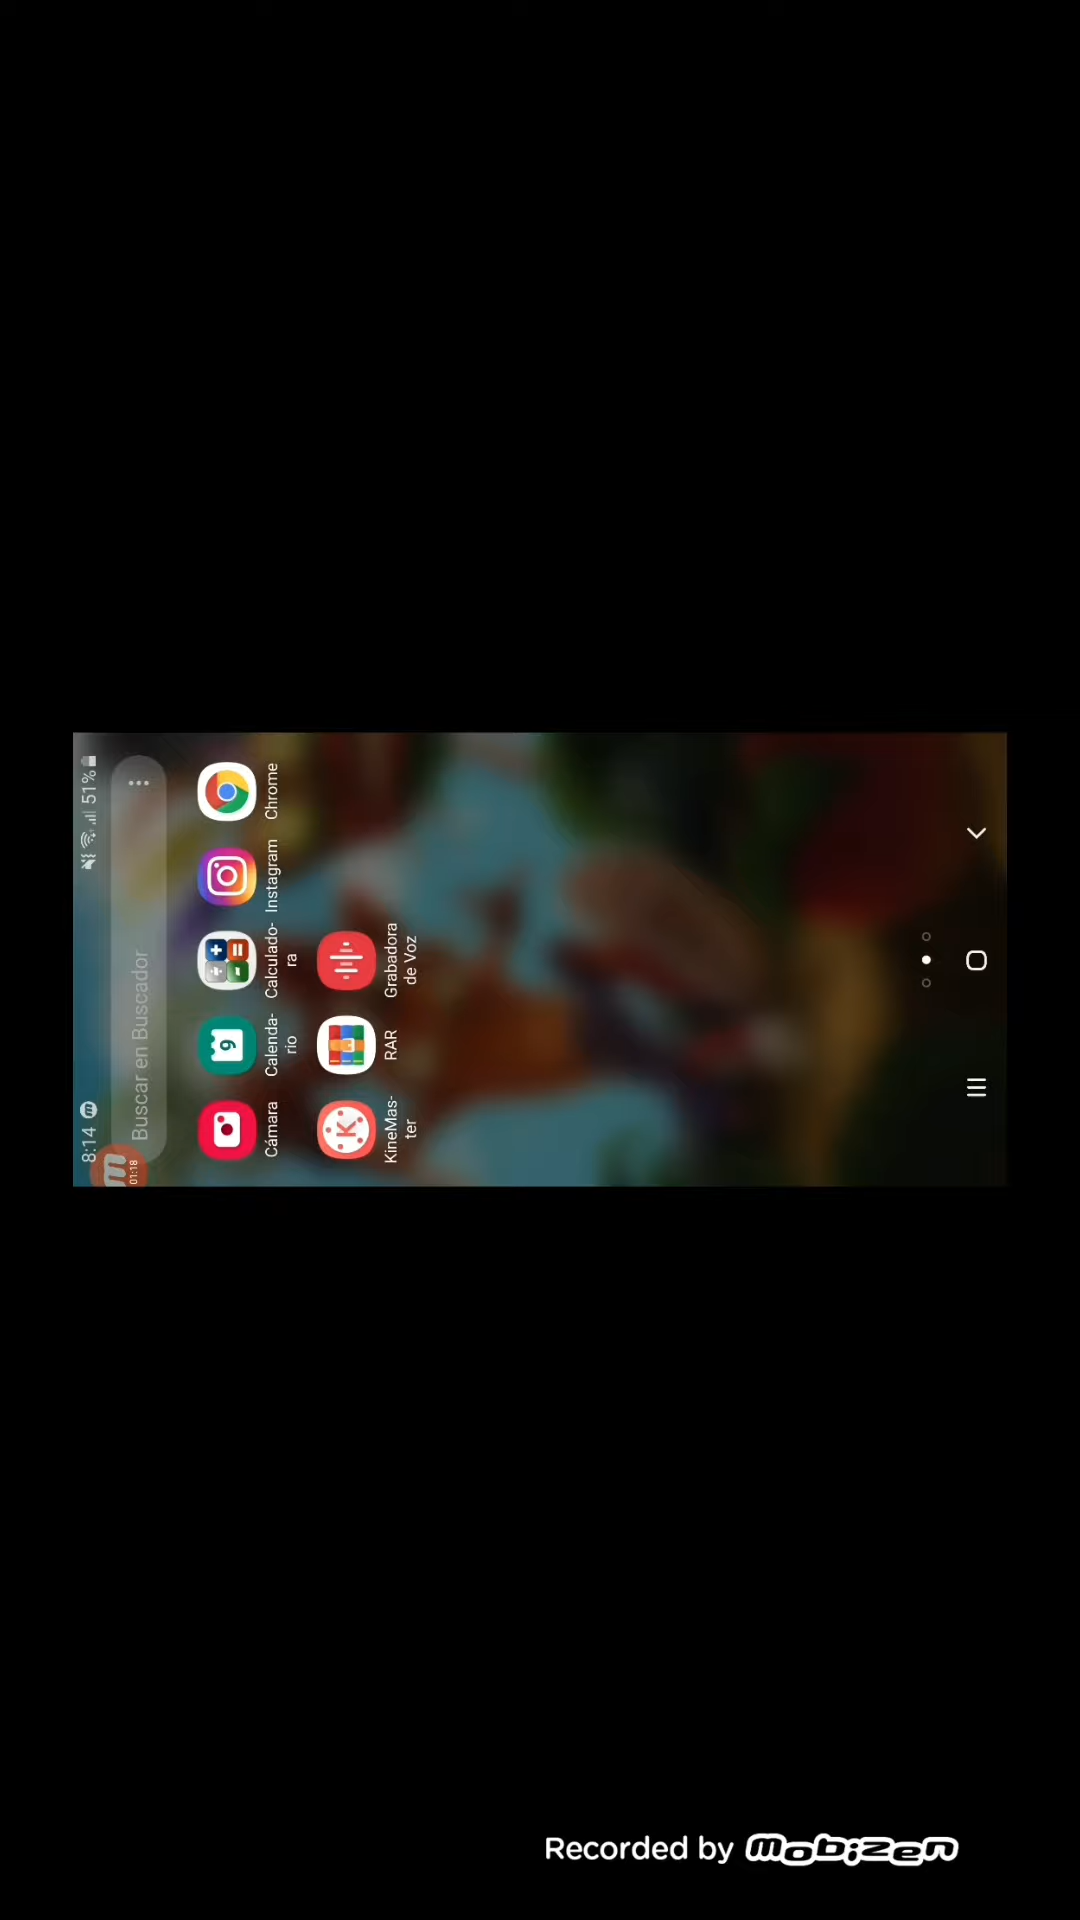 8:14 m 51%
m
01:18
Buscar en Buscador
Cámara Calenda-
rio Calculado-
ra Instagram Chrome
9
KineMas-
ter RAR Grabadora
de Voz
K
Recorded by mobizen